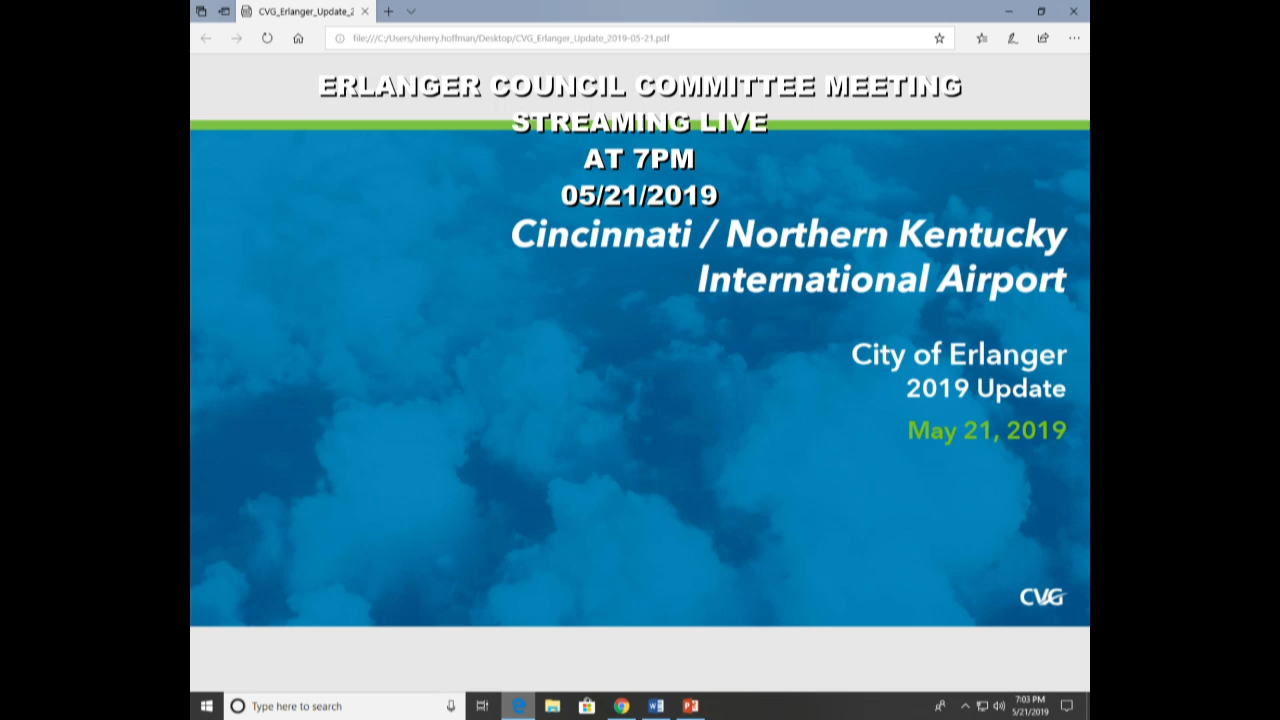 CVG_Erlanger_Update_2
file:///C:/Users/sherry.hoffman/Desktop/CVG_Erlanger_Update_2019-05-21.pdf
ERLANGER COUNCIL COMMITTEE MEETING
STREAMING LIVE
AT 7PM
05/21/2019
Cincinnati / Northern Kentucky
International Airport
City of Erlanger
2019 Update
May 21, 2019
CVG
Type here to search
7:03 PM
5/21/2019